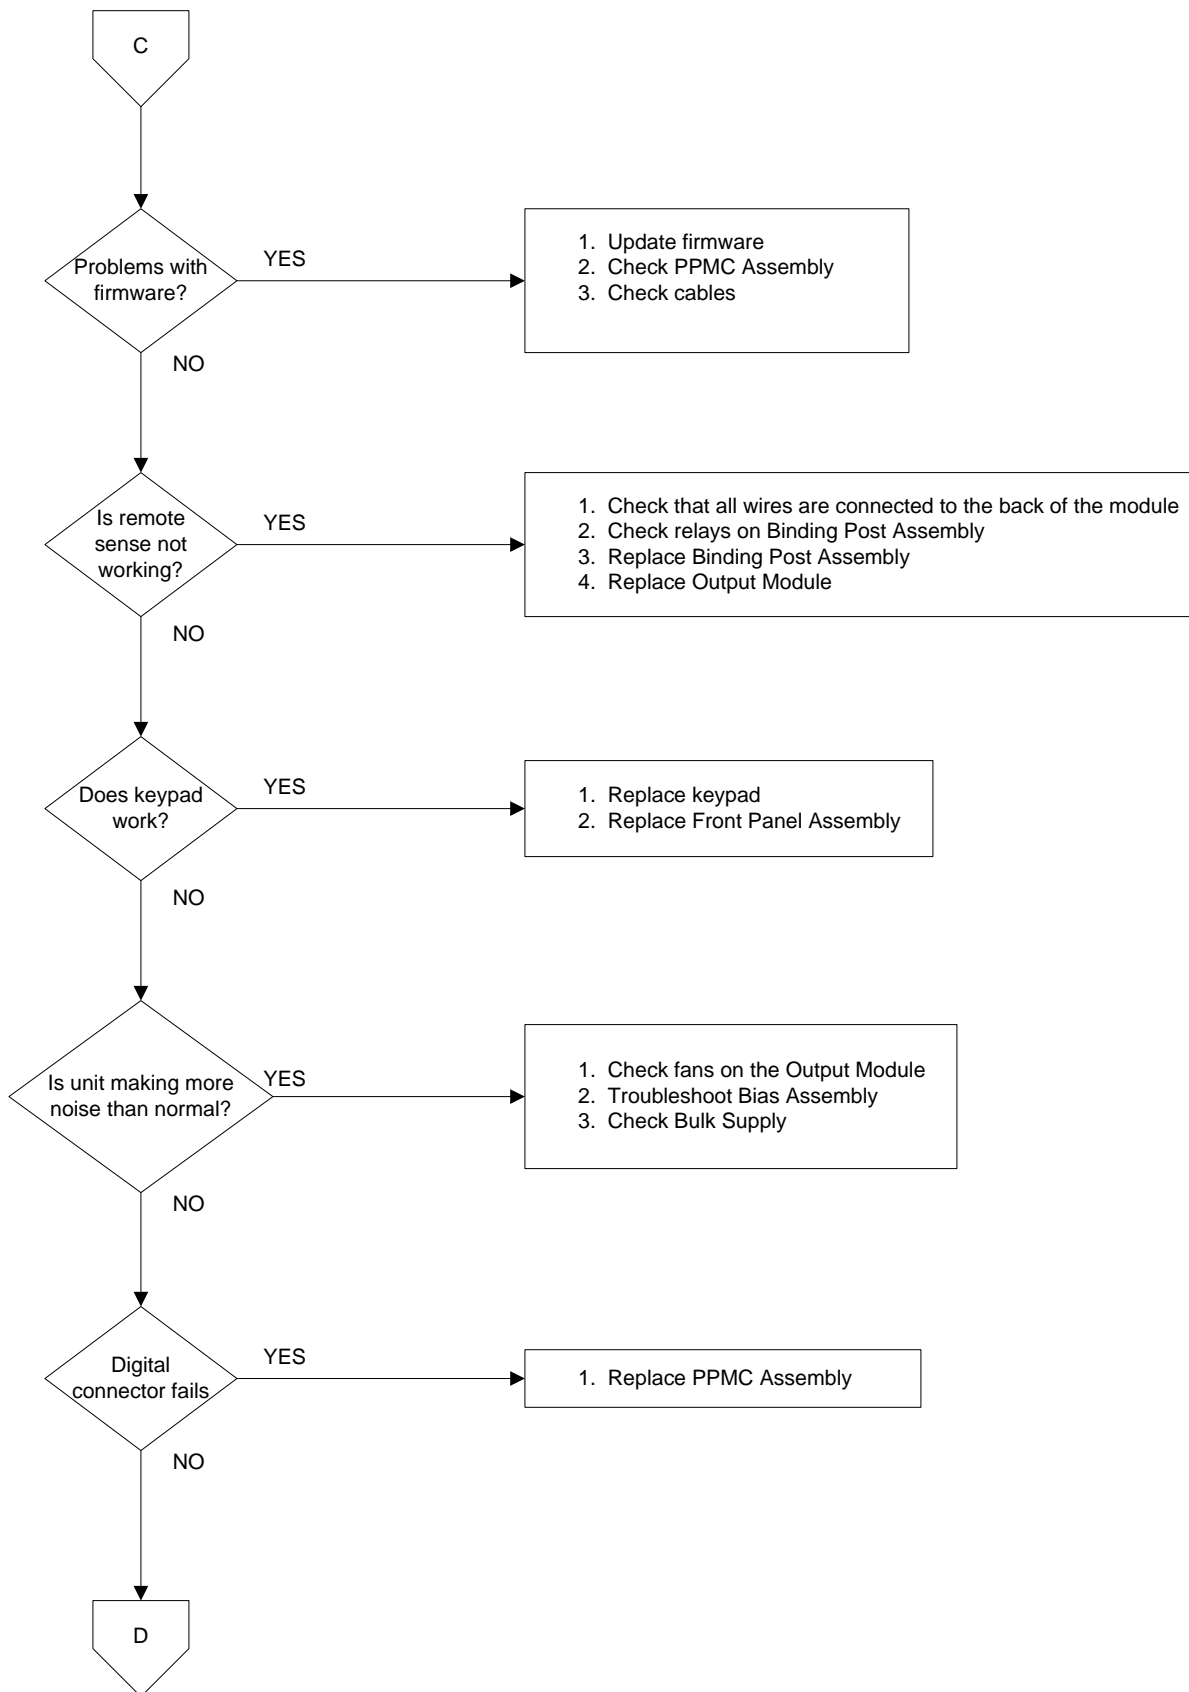 C
Problems with
firmware?
YES
1. Update firmware
2. Check PPMC Assembly
3. Check cables
NO
Is remote
sense not
working?
YES
1. Check that all wires are connected to the back of the module
2. Check relays on Binding Post Assembly
3. Replace Binding Post Assembly
4. Replace Output Module
NO
Does keypad
work?
YES
1. Replace keypad
2. Replace Front Panel Assembly
NO
Is unit making more
noise than normal?
YES
1. Check fans on the Output Module
2. Troubleshoot Bias Assembly
3. Check Bulk Supply
NO
Digital
connector fails
YES
1. Replace PPMC Assembly
NO
D